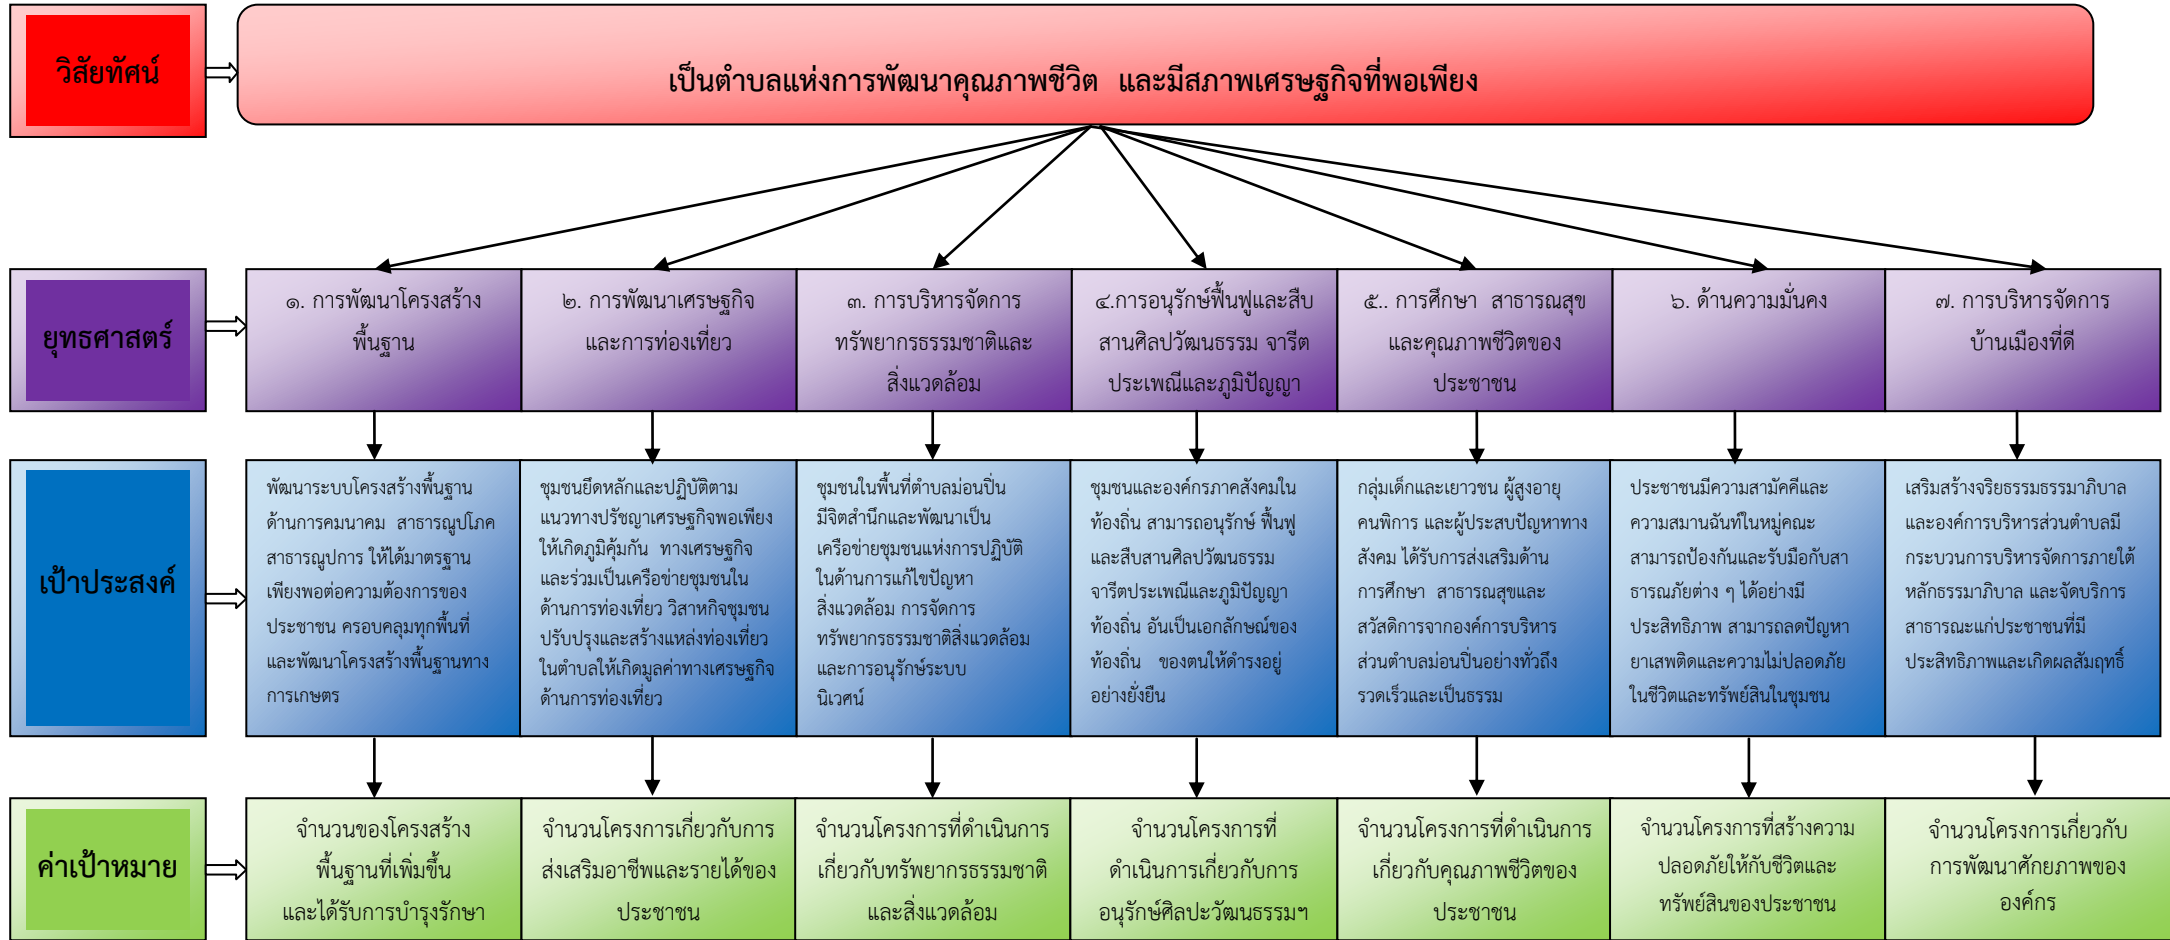 วิสัยทัศน์
เป็นตำบลแห่งการพัฒนาคุณภาพชีวิต และมีสภาพเศรษฐกิจที่พอเพียง
ยุทธศาสตร์
๑. การพัฒนาโครงสร้าง
พื้นฐาน
๒. การพัฒนาเศรษฐกิจ
และการท่องเที่ยว
๓. การบริหารจัดการ
ทรัพยากรธรรมชาติและ
สิ่งแวดล้อม
๔.การอนุรักษ์ฟื้นฟูและสืบ
สานศิลปวัฒนธรรม จารีต
ประเพณีและภูมิปัญญา
๕.. การศึกษา สาธารณสุข
และคุณภาพชีวิตของ
ประชาชน
๖. ด้านความมั่นคง
๗. การบริหารจัดการ
บ้านเมืองที่ดี
เป้าประสงค์
พัฒนาระบบโครงสร้างพื้นฐาน
ด้านการคมนาคม สาธารณูปโภค
สาธารณูปการ ให้ได้มาตรฐาน
เพียงพอต่อความต้องการของ
ประชาชน ครอบคลุมทุกพื้นที่
และพัฒนาโครงสร้างพื้นฐานทาง
การเกษตร
ชุมชนยึดหลักและปฏิบัติตาม
แนวทางปรัชญาเศรษฐกิจพอเพียง
ให้เกิดภูมิคุ้มกัน ทางเศรษฐกิจ
และร่วมเป็นเครือข่ายชุมชนใน
ด้านการท่องเที่ยว วิสาหกิจชุมชน
ปรับปรุงและสร้างแหล่งท่องเที่ยว
ในตำบลให้เกิดมูลค่าทางเศรษฐกิจ
ด้านการท่องเที่ยว
ชุมชนในพื้นที่ตำบลม่อนปิ่น
มีจิตสำนึกและพัฒนาเป็น
เครือข่ายชุมชนแห่งการปฏิบัติ
ในด้านการแก้ไขปัญหา
สิ่งแวดล้อม การจัดการ
ทรัพยากรธรรมชาติสิ่งแวดล้อม
และการอนุรักษ์ระบบ
นิเวศน์
ชุมชนและองค์กรภาคสังคมใน
ท้องถิ่น สามารถอนุรักษ์ ฟื้นฟู
และสืบสานศิลปวัฒนธรรม
จารีตประเพณีและภูมิปัญญา
ท้องถิ่น อันเป็นเอกลักษณ์ของ
ท้องถิ่น ของตนให้ดำรงอยู่
อย่างยั่งยืน
กลุ่มเด็กและเยาวชน ผู้สูงอายุ
คนพิการ และผู้ประสบปัญหาทาง
สังคม ได้รับการส่งเสริมด้าน
การศึกษา สาธารณสุขและ
สวัสดิการจากองค์การบริหาร
ส่วนตำบลม่อนปิ่นอย่างทั่วถึง
รวดเร็วและเป็นธรรม
ประชาชนมีความสามัคคีและ
ความสมานฉันท์ในหมู่คณะ
สามารถป้องกันและรับมือกับสา
ธารณภัยต่าง ๆ ได้อย่างมี
ประสิทธิภาพ สามารถลดปัญหา
ยาเสพติดและความไม่ปลอดภัย
ในชีวิตและทรัพย์สินในชุมชน
เสริมสร้างจริยธรรมธรรมาภิบาล
และองค์การบริหารส่วนตำบลมี
กระบวนการบริหารจัดการภายใต้
หลักธรรมาภิบาล และจัดบริการ
สาธารณะแก่ประชาชนที่มี
ประสิทธิภาพและเกิดผลสัมฤทธิ์
ค่าเป้าหมาย
จำนวนของโครงสร้าง
พื้นฐานที่เพิ่มขึ้น
และได้รับการบำรุงรักษา
จำนวนโครงการเกี่ยวกับการ
ส่งเสริมอาชีพและรายได้ของ
ประชาชน
จำนวนโครงการที่ดำเนินการ
เกี่ยวกับทรัพยากรธรรมชาติ
และสิ่งแวดล้อม
จำนวนโครงการที่
ดำเนินการเกี่ยวกับการ
อนุรักษ์ศิลปะวัฒนธรรมฯ
จำนวนโครงการที่ดำเนินการ
เกี่ยวกับคุณภาพชีวิตของ
ประชาชน
จำนวนโครงการที่สร้างความ
ปลอดภัยให้กับชีวิตและ
ทรัพย์สินของประชาชน
จำนวนโครงการเกี่ยวกับ
การพัฒนาศักยภาพของ
องค์กร